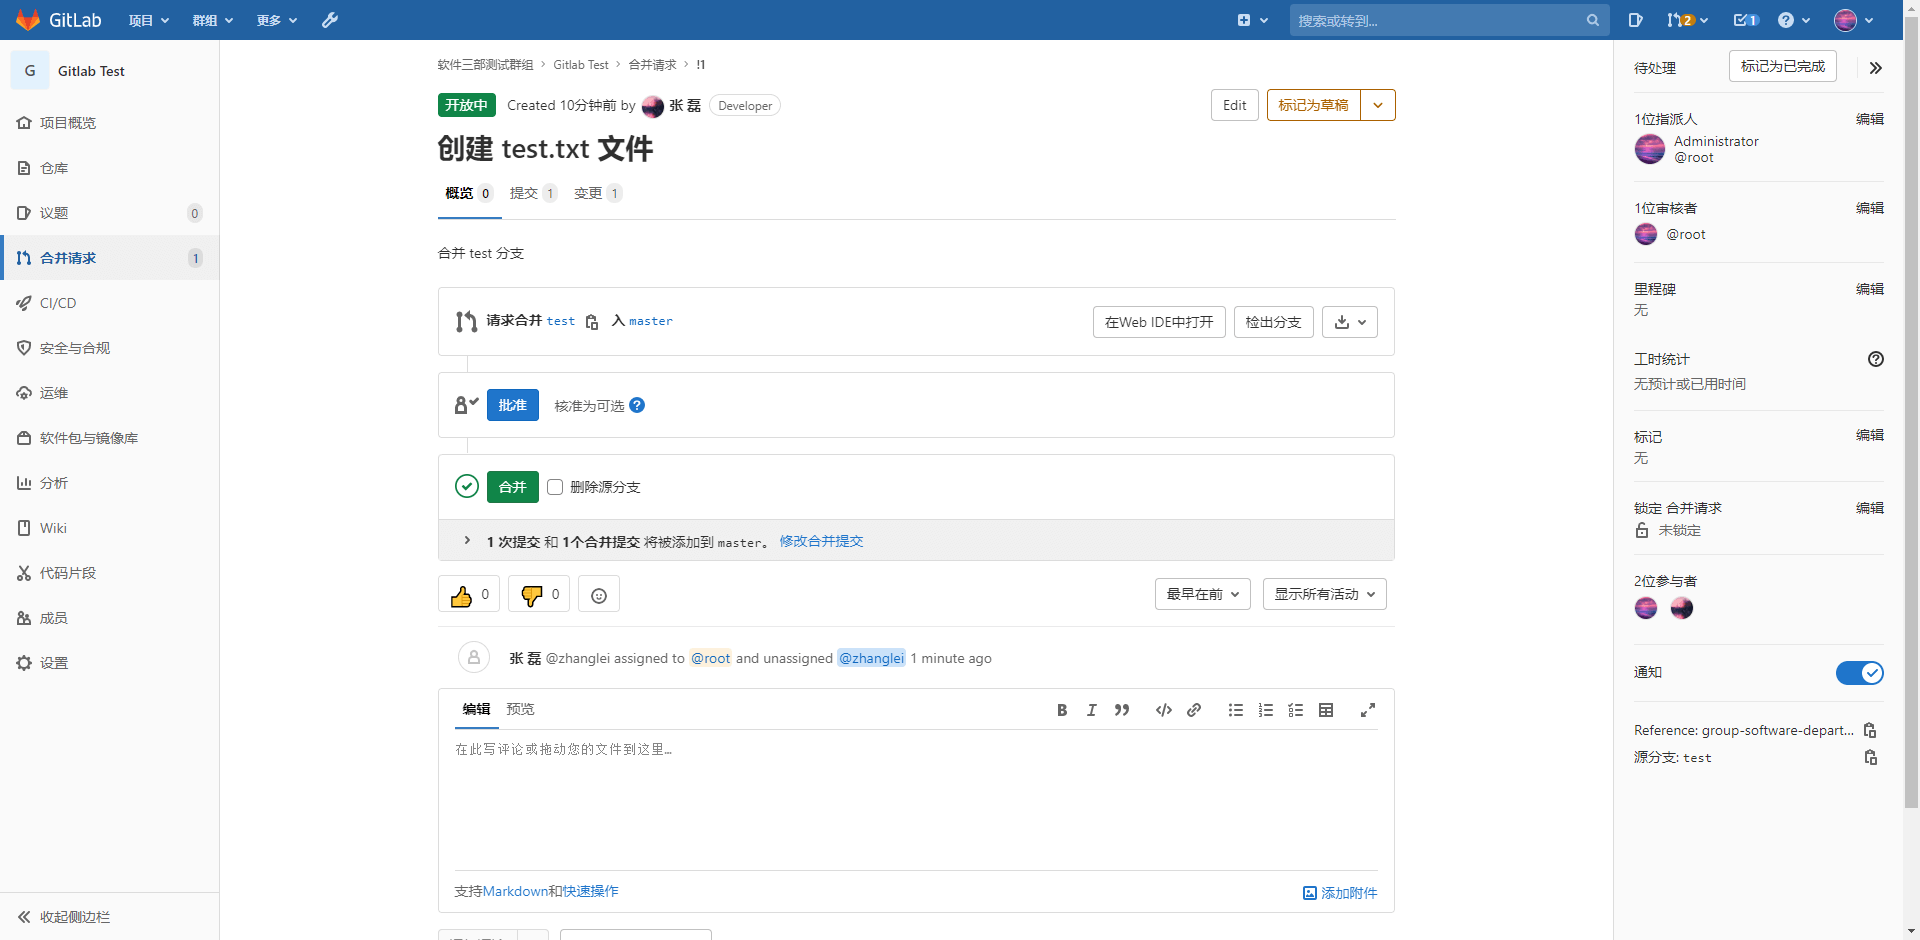 GitLab 项目 群组 更多 搜索或转到... 2 1
G Gitlab Test
项目概览
仓库
议题 0
合并请求 1
CI/CD
安全与合规
运维
软件包与镜像库
分析
Wiki
代码片段
成员
设置
收起侧边栏
软件三部测试群组 › Gitlab Test › 合并请求 › !1
开放中 Created 10分钟前 by 张 磊 Developer
Edit 标记为草稿
创建 test.txt 文件
概览 0 提交 1 变更 1
合并 test 分支
请求合并 test 入 master
在Web IDE中打开 检出分支
批准 核准为可选
合并 删除源分支
1 次提交 和 1个合并提交 将被添加到 master。 修改合并提交
0 0
最早在前 显示所有活动
张 磊 @zhanglei assigned to @root and unassigned @zhanglei 1 minute ago
编辑 预览
在此写评论或拖动您的文件到这里…
支持Markdown和快速操作
添加附件
待处理 标记为已完成
1位指派人 编辑
Administrator
@root
1位审核者 编辑
@root
里程碑 编辑
无
工时统计
无预计或已用时间
标记 编辑
无
锁定 合并请求 编辑
未锁定
2位参与者
通知
Reference: group-software-depart...
源分支: test